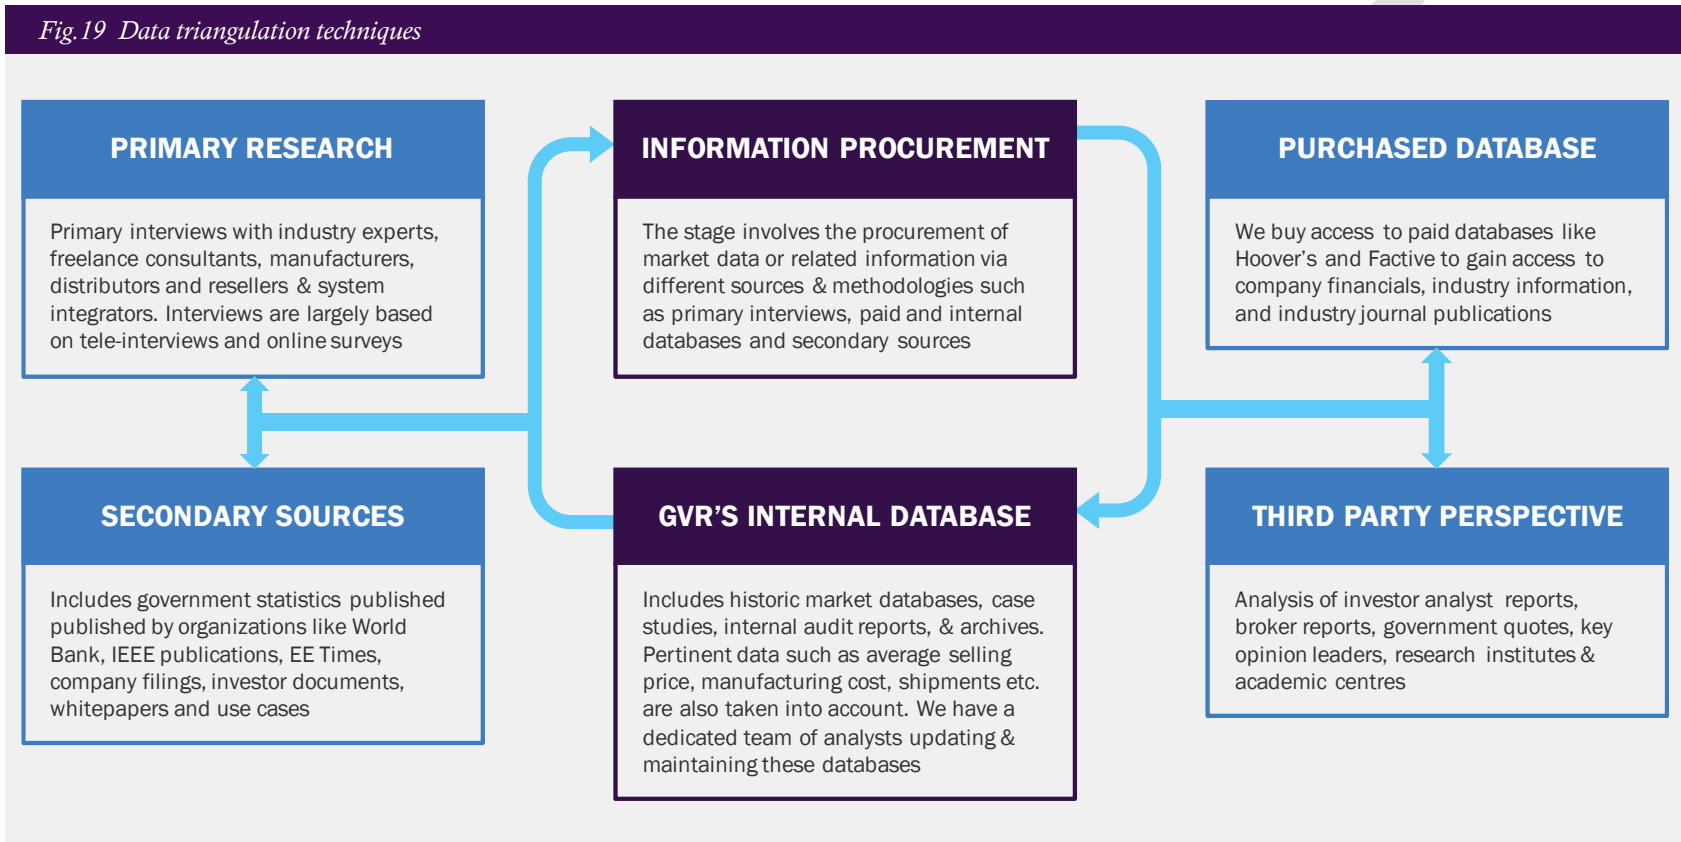 Fig.19 Data triangulation techniques
PRIMARY RESEARCH
Primary interviews with industry experts,
freelance consultants, manufacturers,
distributors and resellers & system
integrators. Interviews are largely based
on tele-interviews and online surveys
INFORMATION PROCUREMENT
The stage involves the procurement of
market data or related information via
different sources & methodologies such
as primary interviews, paid and internal
databases and secondary sources
PURCHASED DATABASE
We buy access to paid databases like
Hoover’s and Factive to gain access to
company financials, industry information,
and industry journal publications
SECONDARY SOURCES
Includes government statistics published
published by organizations like World
Bank, IEEE publications, EE Times,
company filings, investor documents,
whitepapers and use cases
GVR’S INTERNAL DATABASE
Includes historic market databases, case
studies, internal audit reports, & archives.
Pertinent data such as average selling
price, manufacturing cost, shipments etc.
are also taken into account. We have a
dedicated team of analysts updating &
maintaining these databases
THIRD PARTY PERSPECTIVE
Analysis of investor analyst reports,
broker reports, government quotes, key
opinion leaders, research institutes &
academic centres